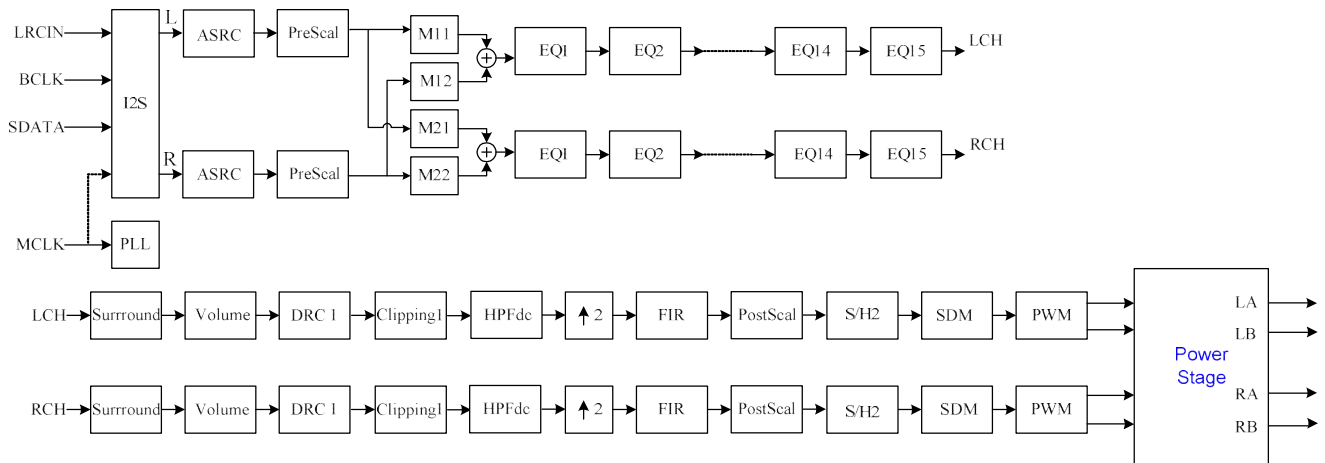 LRCIN
BCLK
SDATA
MCLK
I2S
PLL
L
ASRC
PreScal
R
ASRC
PreScal
M11
M12
M21
M22
EQ1
EQ2
EQ14
EQ15
LCH
EQ1
EQ2
EQ14
EQ15
RCH
LCH
Surrround
Volume
DRC 1
Clipping1
HPFdc
2
FIR
PostScal
S/H2
SDM
PWM
RCH
Surrround
Volume
DRC 1
Clipping1
HPFdc
2
FIR
PostScal
S/H2
SDM
PWM
Power
Stage
LA
LB
RA
RB